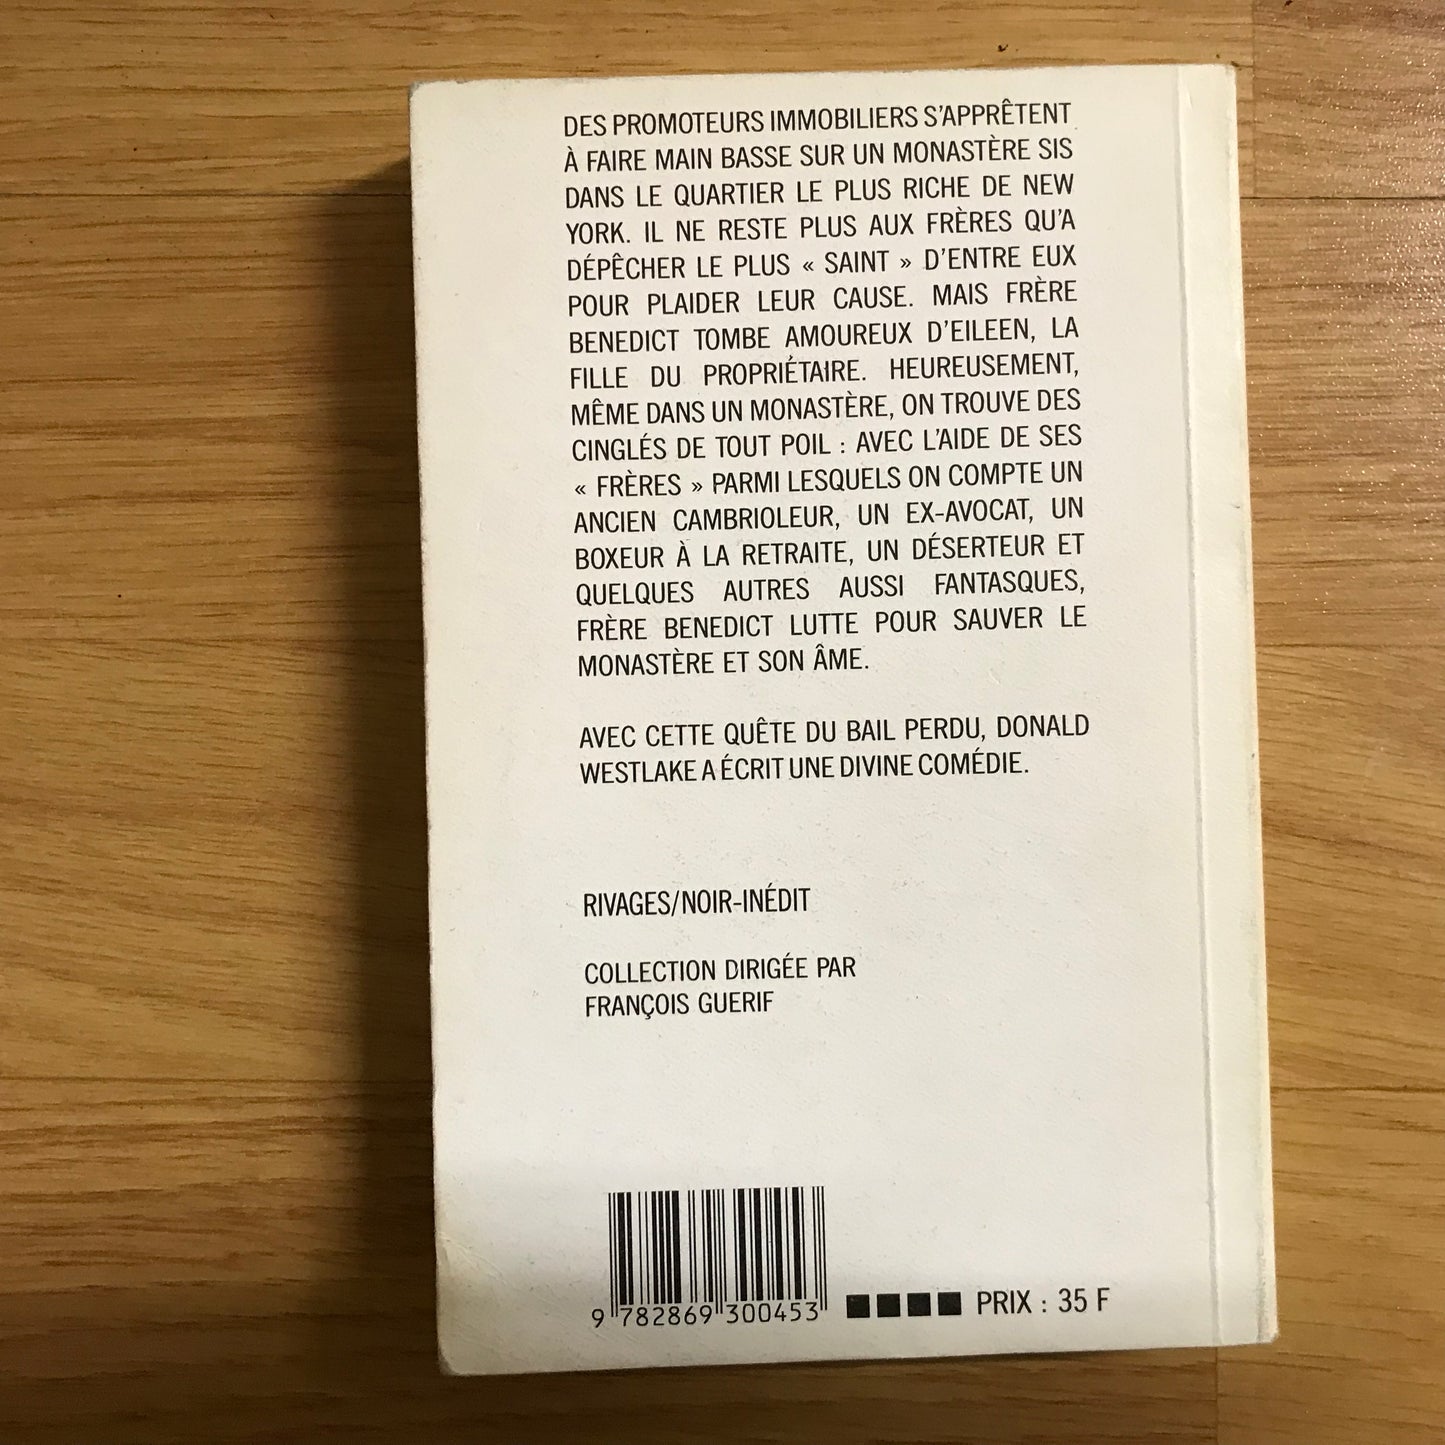 DES PROMOTEURS IMMOBILIERS S'APPRÊTENT
À FAIRE MAIN BASSE SUR UN MONASTÈRE SIS
DANS LE QUARTIER LE PLUS RICHE DE NEW
YORK. IL NE RESTE PLUS AUX FRÈRES QU'A
DÉPÊCHER LE PLUS « SAINT » D'ENTRE EUX
POUR PLAIDER LEUR CAUSE. MAIS FRÈRE
BENEDICT TOMBE AMOUREUX D'EILEEN, LA
FILLE DU PROPRIÉTAIRE. HEUREUSEMENT,
MÊME DANS UN MONASTÈRE, ON TROUVE DES
CINGLÉS DE TOUT POIL : AVEC L'AIDE DE SES
« FRÈRES » PARMI LESQUELS ON COMPTE UN
ANCIEN CAMBRIOLEUR, UN EX-AVOCAT, UN
BOXEUR À LA RETRAITE, UN DÉSERTEUR ET
QUELQUES AUTRES AUSSI FANTASQUES,
FRÈRE BENEDICT LUTTE POUR SAUVER LE
MONASTÈRE ET SON ÂME.
AVEC CETTE QUÊTE DU BAIL PERDU, DONALD
WESTLAKE A ÉCRIT UNE DIVINE COMÉDIE.
RIVAGES/NOIR-INÉDIT
COLLECTION DIRIGÉE PAR
FRANÇOIS GUERIF
9 782869 300453
PRIX : 35 F